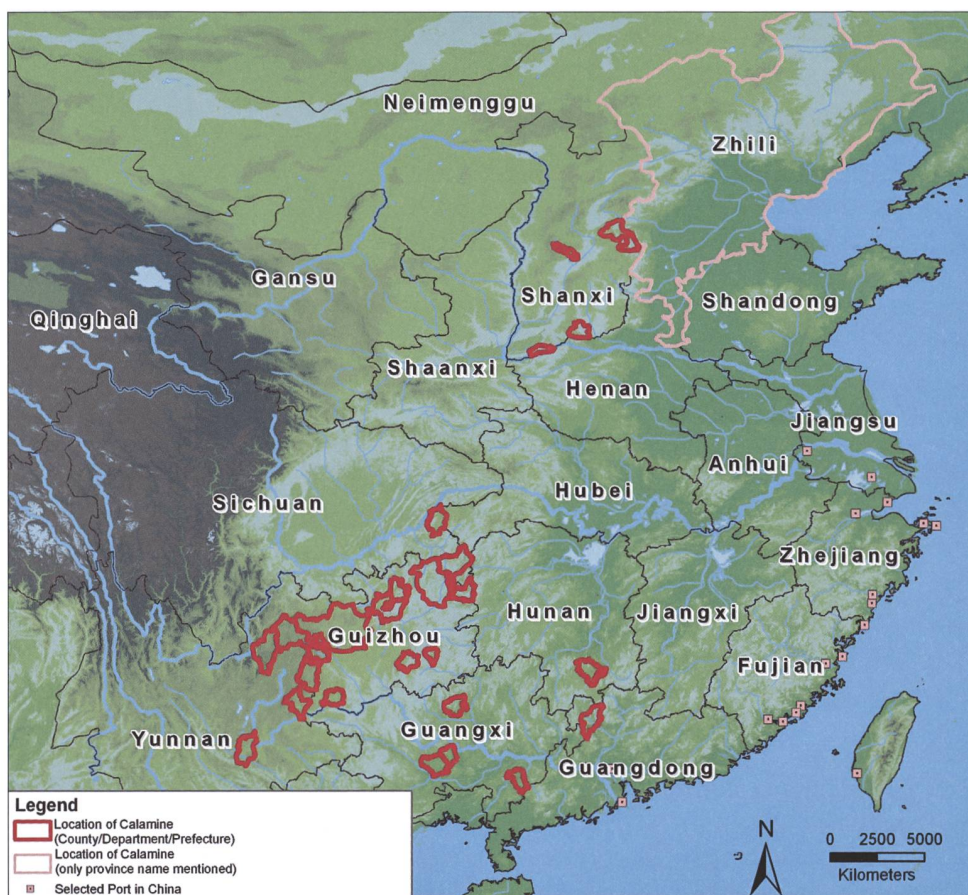 Neimenggu
Zhili
Gansu
Shanxi
Shandong
Qinghai
Shaanxi
Henan
Jiangsu
Anhui
Sichuan
Hubei
Zhejiang
Hunan
Jiangxi
Guizhou
Fujian
Yunnan
Guangxi
Guangdong
Legend
Location of Calamine
(County/Department/Prefecture)
Location of Calamine
(only province name mentioned)
Selected Port in China
N
0 2500 5000
Kilometers